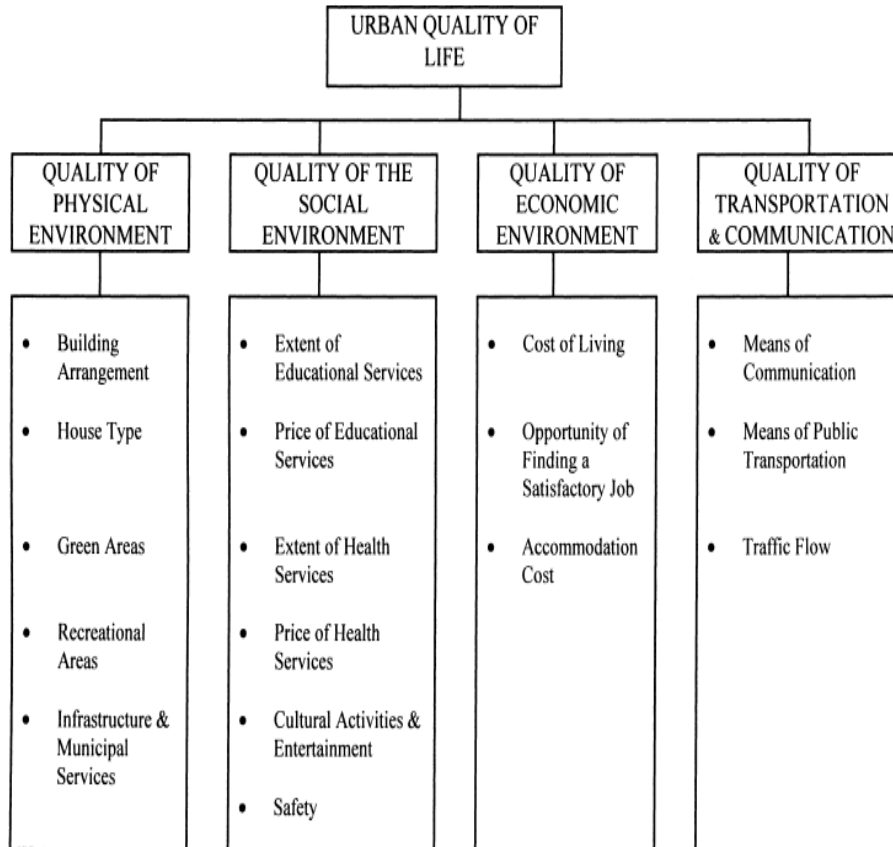 URBAN QUALITY OF
LIFE
QUALITY OF
PHYSICAL
ENVIRONMENT
QUALITY OF THE
SOCIAL
ENVIRONMENT
QUALITY OF
ECONOMIC
ENVIRONMENT
QUALITY OF
TRANSPORTATION
& COMMUNICATION
• Building
Arrangement
• House Type
• Green Areas
• Recreational
Areas
• Infrastructure &
Municipal
Services
• Extent of
Educational Services
• Price of Educational
Services
• Extent of Health
Services
• Price of Health
Services
• Cultural Activities &
Entertainment
• Safety
• Cost of Living
• Opportunity of
Finding a
Satisfactory Job
• Accommodation
Cost
• Means of
Communication
• Means of Public
Transportation
• Traffic Flow